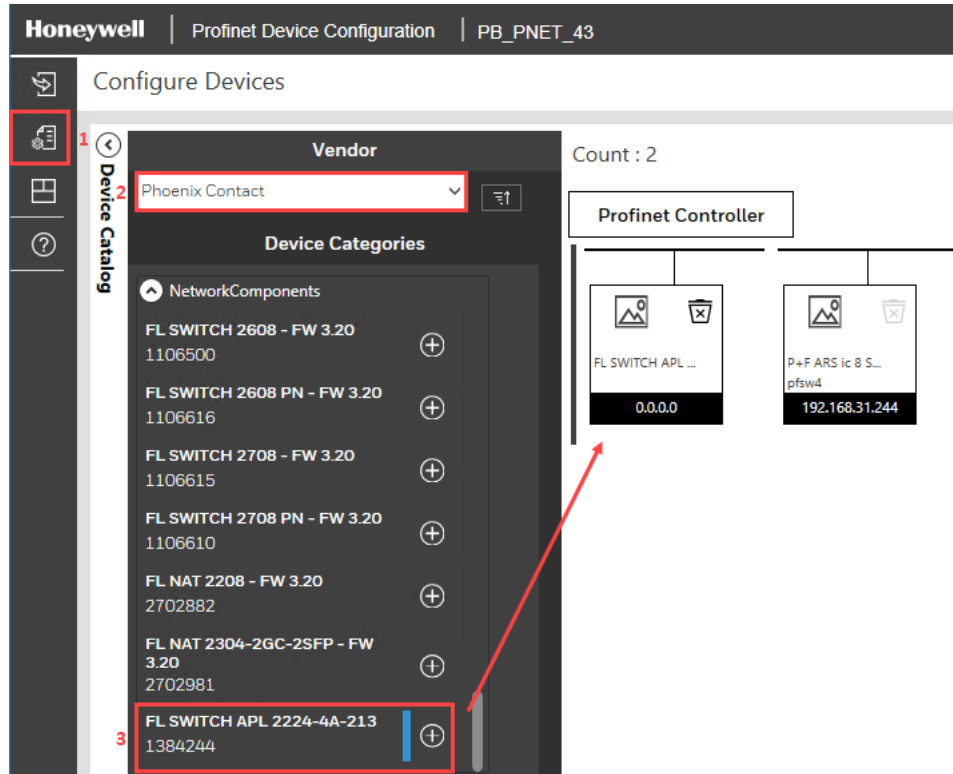 Honeywell
Profinet Device Configuration
PB_PNET_43
Configure Devices
1
Device Catalog
Vendor
2
Phoenix Contact
Device Categories
NetworkComponents
FL SWITCH 2608 - FW 3.20
1106500
FL SWITCH 2608 PN - FW 3.20
1106616
FL SWITCH 2708 - FW 3.20
1106615
FL SWITCH 2708 PN - FW 3.20
1106610
FL NAT 2208 - FW 3.20
2702882
FL NAT 2304-2GC-2SFP - FW
3.20
2702981
3
FL SWITCH APL 2224-4A-213
1384244
Count : 2
Profinet Controller
FL SWITCH APL ...
0.0.0.0
P+F ARS ic 8 S...
pfsw4
192.168.31.244